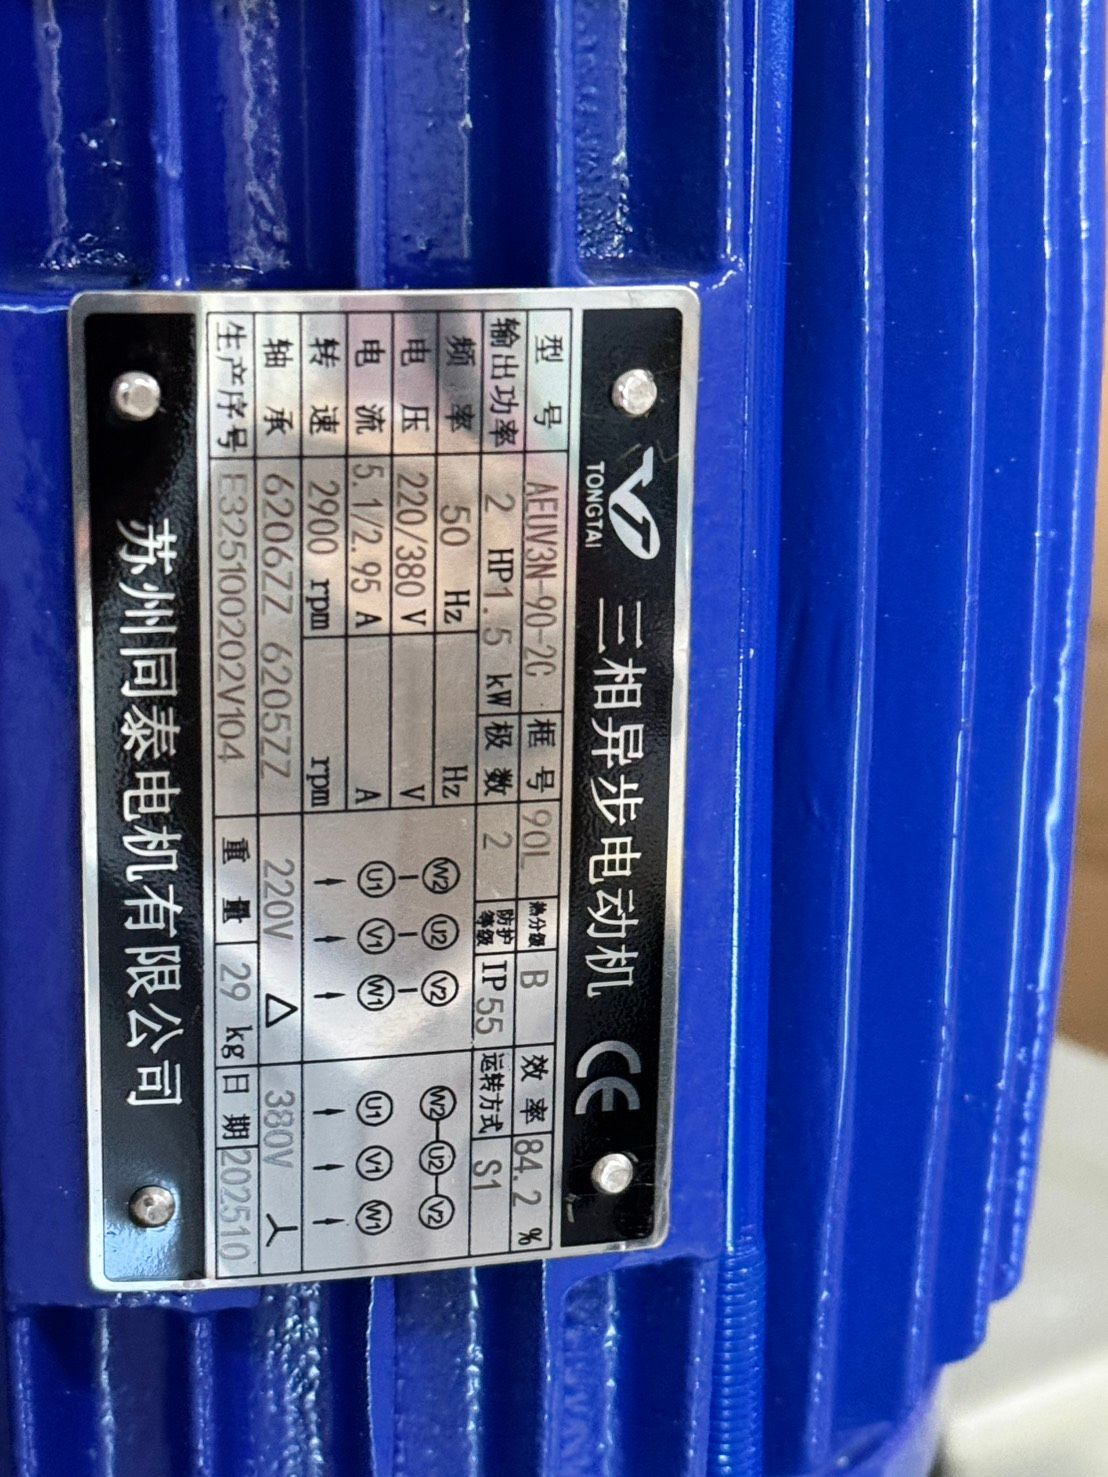 TONGTAI
三相异步电动机 CE
型号 AEUV3N-90-2C 框号 90L 热分级 B 效率 84.2 %
输出功率 2 HP 1.5 kW 极数 2 防护等级 IP55 运转方式 S1
频率 50 Hz Hz
电压 220/380 V V
电流 5.1/2.95 A A
转速 2900 rpm rpm
W2 U2 V2 W2 U2 V2
U1 V1 W1 U1 V1 W1
轴承 6206ZZ 6205ZZ 220V △ 380V 人
生产序号 E325100202V104 重量 29 kg 日期 202510
苏州同泰电机有限公司